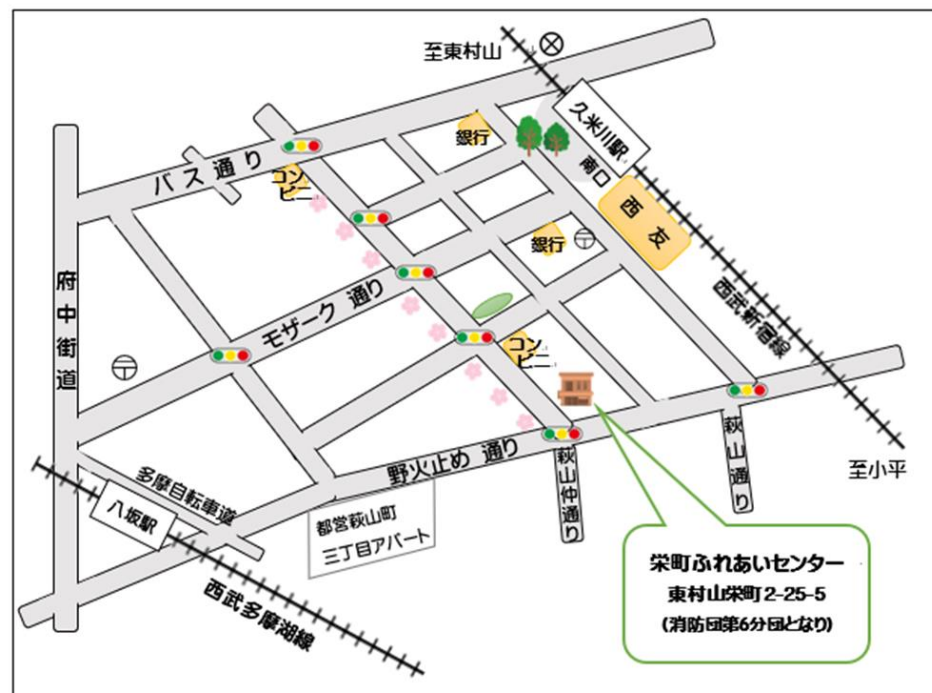 至東村山
久米川駅
南口
銀行
バス通り
コン
ビニ
西友
銀行
府中街道
モザーク通り
西武新宿線
コン
ビニ
野火止め通り
萩山通り
至小平
萩山仲通り
多摩自転車道
八坂駅
都営萩山町
三丁目アパート
西武多摩湖線
栄町ふれあいセンター
東村山栄町2-25-5
(消防団第6分団となり)